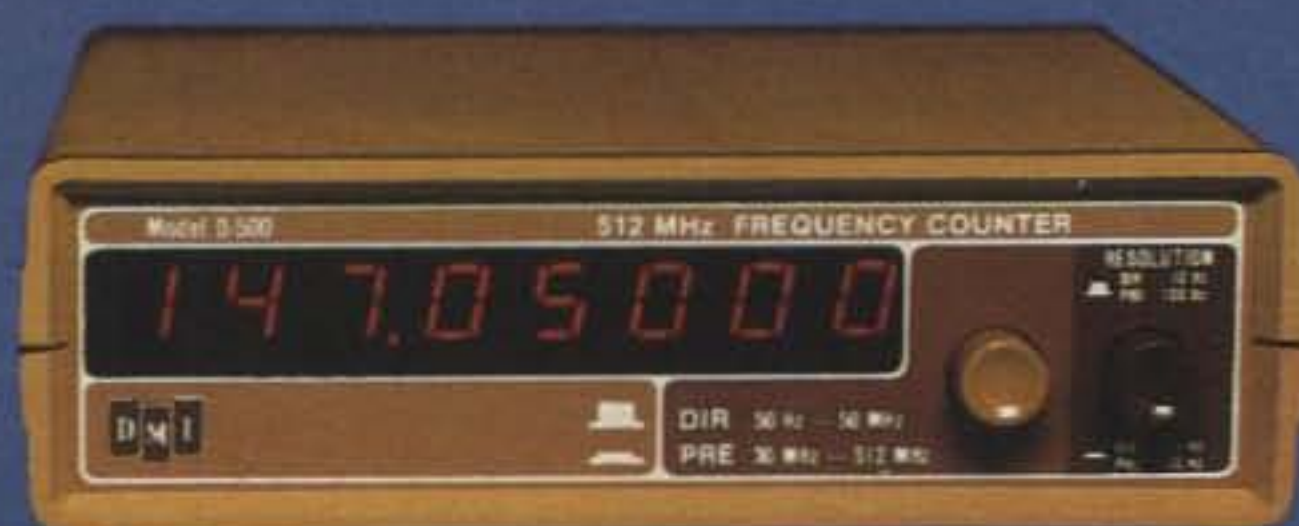 Model D-500
512 MHz FREQUENCY COUNTER
147.05000
RESOLUTION
DMI
DIR 50 Hz — 50 MHz
PRE 30 MHz — 512 MHz